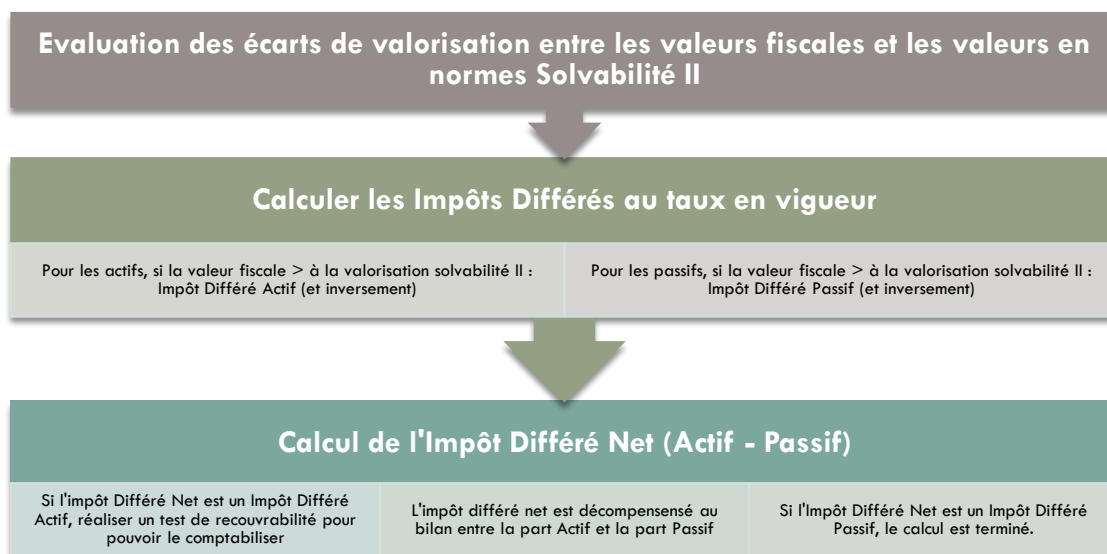 Evaluation des écarts de valorisation entre les valeurs fiscales et les valeurs en
normes Solvabilité II
Calculer les Impôts Différés au taux en vigueur
Pour les actifs, si la valeur fiscale > à la valorisation solvabilité II :
Impôt Différé Actif (et inversement)
Pour les passifs, si la valeur fiscale > à la valorisation solvabilité II :
Impôt Différé Passif (et inversement)
Calcul de l'Impôt Différé Net (Actif - Passif)
Si l'impôt Différé Net est un Impôt Différé
Actif, réaliser un test de recouvrabilité pour
pouvoir le comptabiliser
L'impôt différé net est décompensensé au
bilan entre la part Actif et la part Passif
Si l'Impôt Différé Net est un Impôt Différé
Passif, le calcul est terminé.